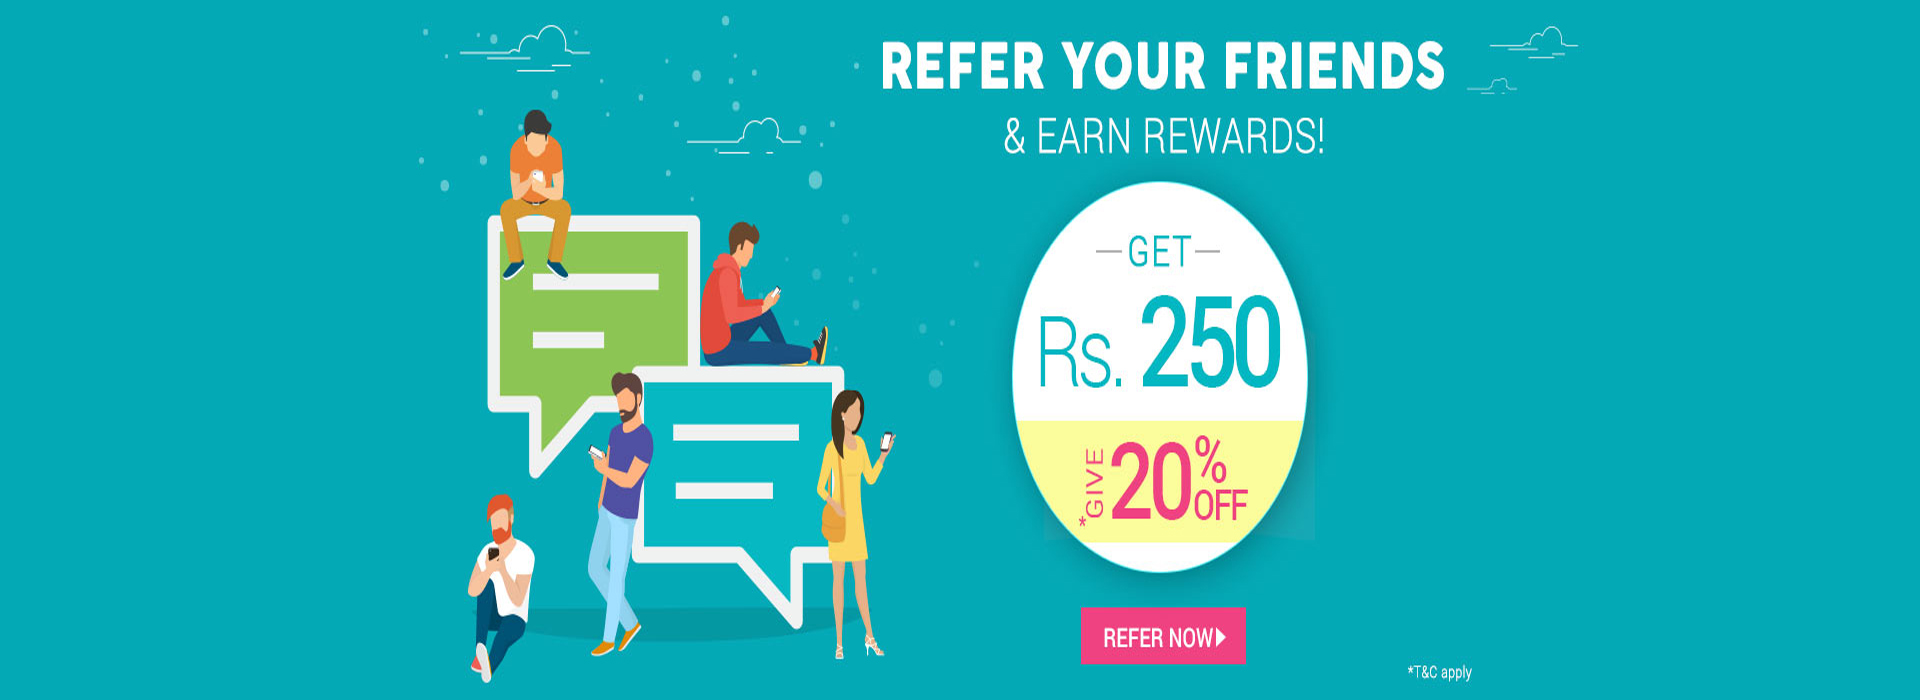 REFER YOUR FRIENDS
& EARN REWARDS!
GET
Rs. 250
*GIVE 20% OFF
REFER NOW
*T&C apply